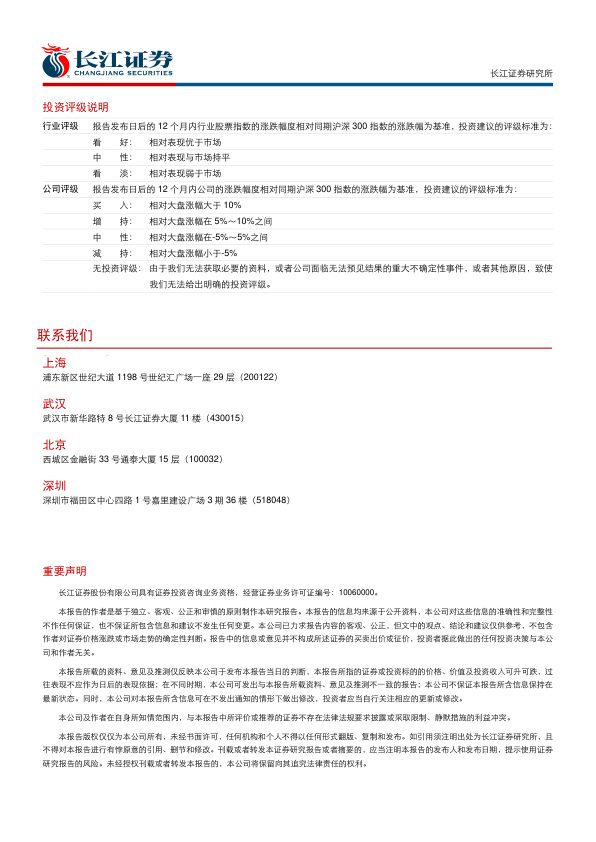 长江证券
CHANGJIANG SECURITIES
长江证券研究所
投资评级说明
行业评级 报告发布日后的 12 个月内行业股票指数的涨跌幅度相对同期沪深 300 指数的涨跌幅为基准，投资建议的评级标准为：
看 好： 相对表现优于市场
中 性： 相对表现与市场持平
看 淡： 相对表现弱于市场
公司评级 报告发布日后的 12 个月内公司的涨跌幅度相对同期沪深 300 指数的涨跌幅为基准，投资建议的评级标准为：
买 入： 相对大盘涨幅大于 10%
增 持： 相对大盘涨幅在 5%～10%之间
中 性： 相对大盘涨幅在-5%～5%之间
减 持： 相对大盘涨幅小于-5%
无投资评级： 由于我们无法获取必要的资料，或者公司面临无法预见结果的重大不确定性事件，或者其他原因，致使
我们无法给出明确的投资评级。
联系我们
上海
浦东新区世纪大道 1198 号世纪汇广场一座 29 层（200122）
武汉
武汉市新华路特 8 号长江证券大厦 11 楼（430015）
北京
西城区金融街 33 号通泰大厦 15 层（100032）
深圳
深圳市福田区中心四路 1 号嘉里建设广场 3 期 36 楼（518048）
重要声明
长江证券股份有限公司具有证券投资咨询业务资格，经营证券业务许可证编号：10060000。
本报告的作者是基于独立、客观、公正和审慎的原则制作本研究报告。本报告的信息均来源于公开资料，本公司对这些信息的准确性和完整性
不作任何保证，也不保证所包含信息和建议不发生任何变更。本公司已力求报告内容的客观、公正，但文中的观点、结论和建议仅供参考，不包含
作者对证券价格涨跌或市场走势的确定性判断。报告中的信息或意见并不构成所述证券的买卖出价或征价，投资者据此做出的任何投资决策与本公
司和作者无关。
本报告所载的资料、意见及推测仅反映本公司于发布本报告当日的判断，本报告所指的证券或投资标的的价格、价值及投资收入可升可跌，过
往表现不应作为日后的表现依据；在不同时期，本公司可发出与本报告所载资料、意见及推测不一致的报告；本公司不保证本报告所含信息保持在
最新状态。同时，本公司对本报告所含信息可在不发出通知的情形下做出修改，投资者应当自行关注相应的更新或修改。
本公司及作者在自身所知情范围内，与本报告中所评价或推荐的证券不存在法律法规要求披露或采取限制、静默措施的利益冲突。
本报告版权仅仅为本公司所有，未经书面许可，任何机构和个人不得以任何形式翻版、复制和发布。如引用须注明出处为长江证券研究所，且
不得对本报告进行有悖原意的引用、删节和修改。刊载或者转发本证券研究报告或者摘要的，应当注明本报告的发布人和发布日期，提示使用证券
研究报告的风险。未经授权刊载或者转发本报告的，本公司将保留向其追究法律责任的权利。